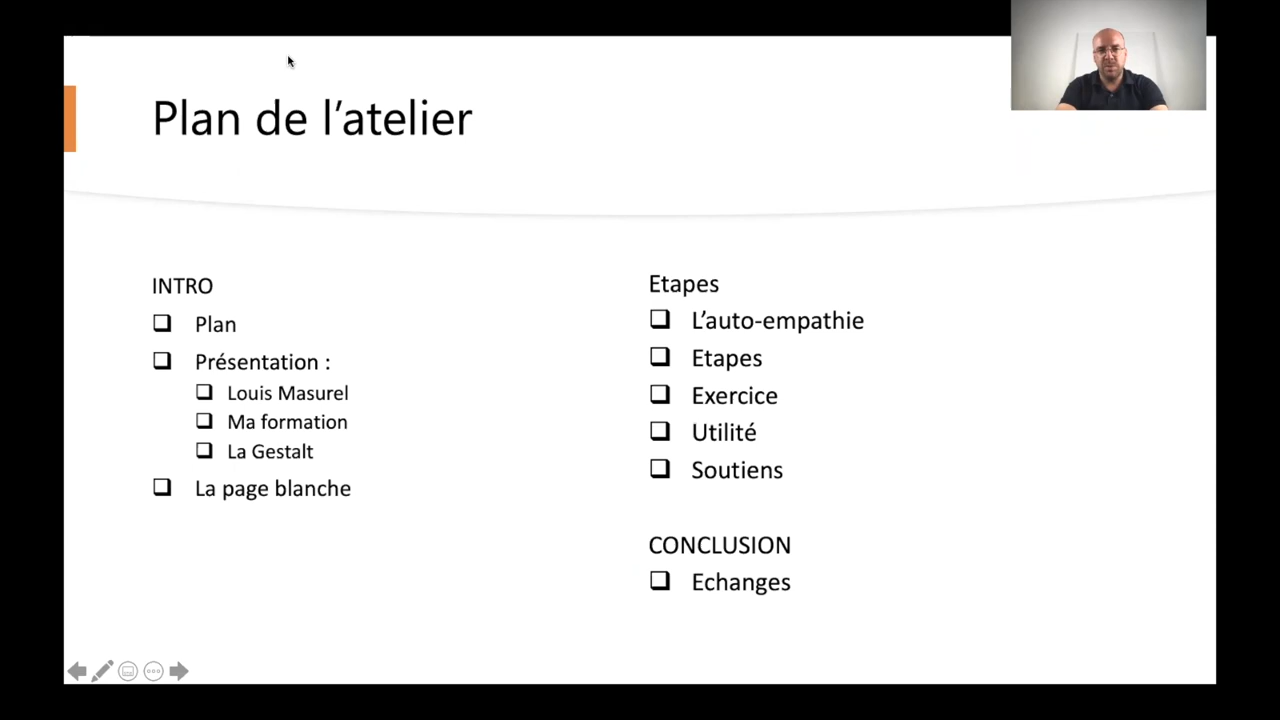 Plan de l’atelier
INTRO
Plan
Présentation :
Louis Masurel
Ma formation
La Gestalt
La page blanche
Etapes
L’auto-empathie
Etapes
Exercice
Utilité
Soutiens
CONCLUSION
Echanges